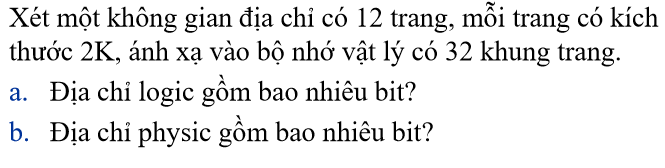 Xét một không gian địa chỉ có 12 trang, mỗi trang có kích
thước 2K, ánh xạ vào bộ nhớ vật lý có 32 khung trang.
a. Địa chỉ logic gồm bao nhiêu bit?
b. Địa chỉ physic gồm bao nhiêu bit?